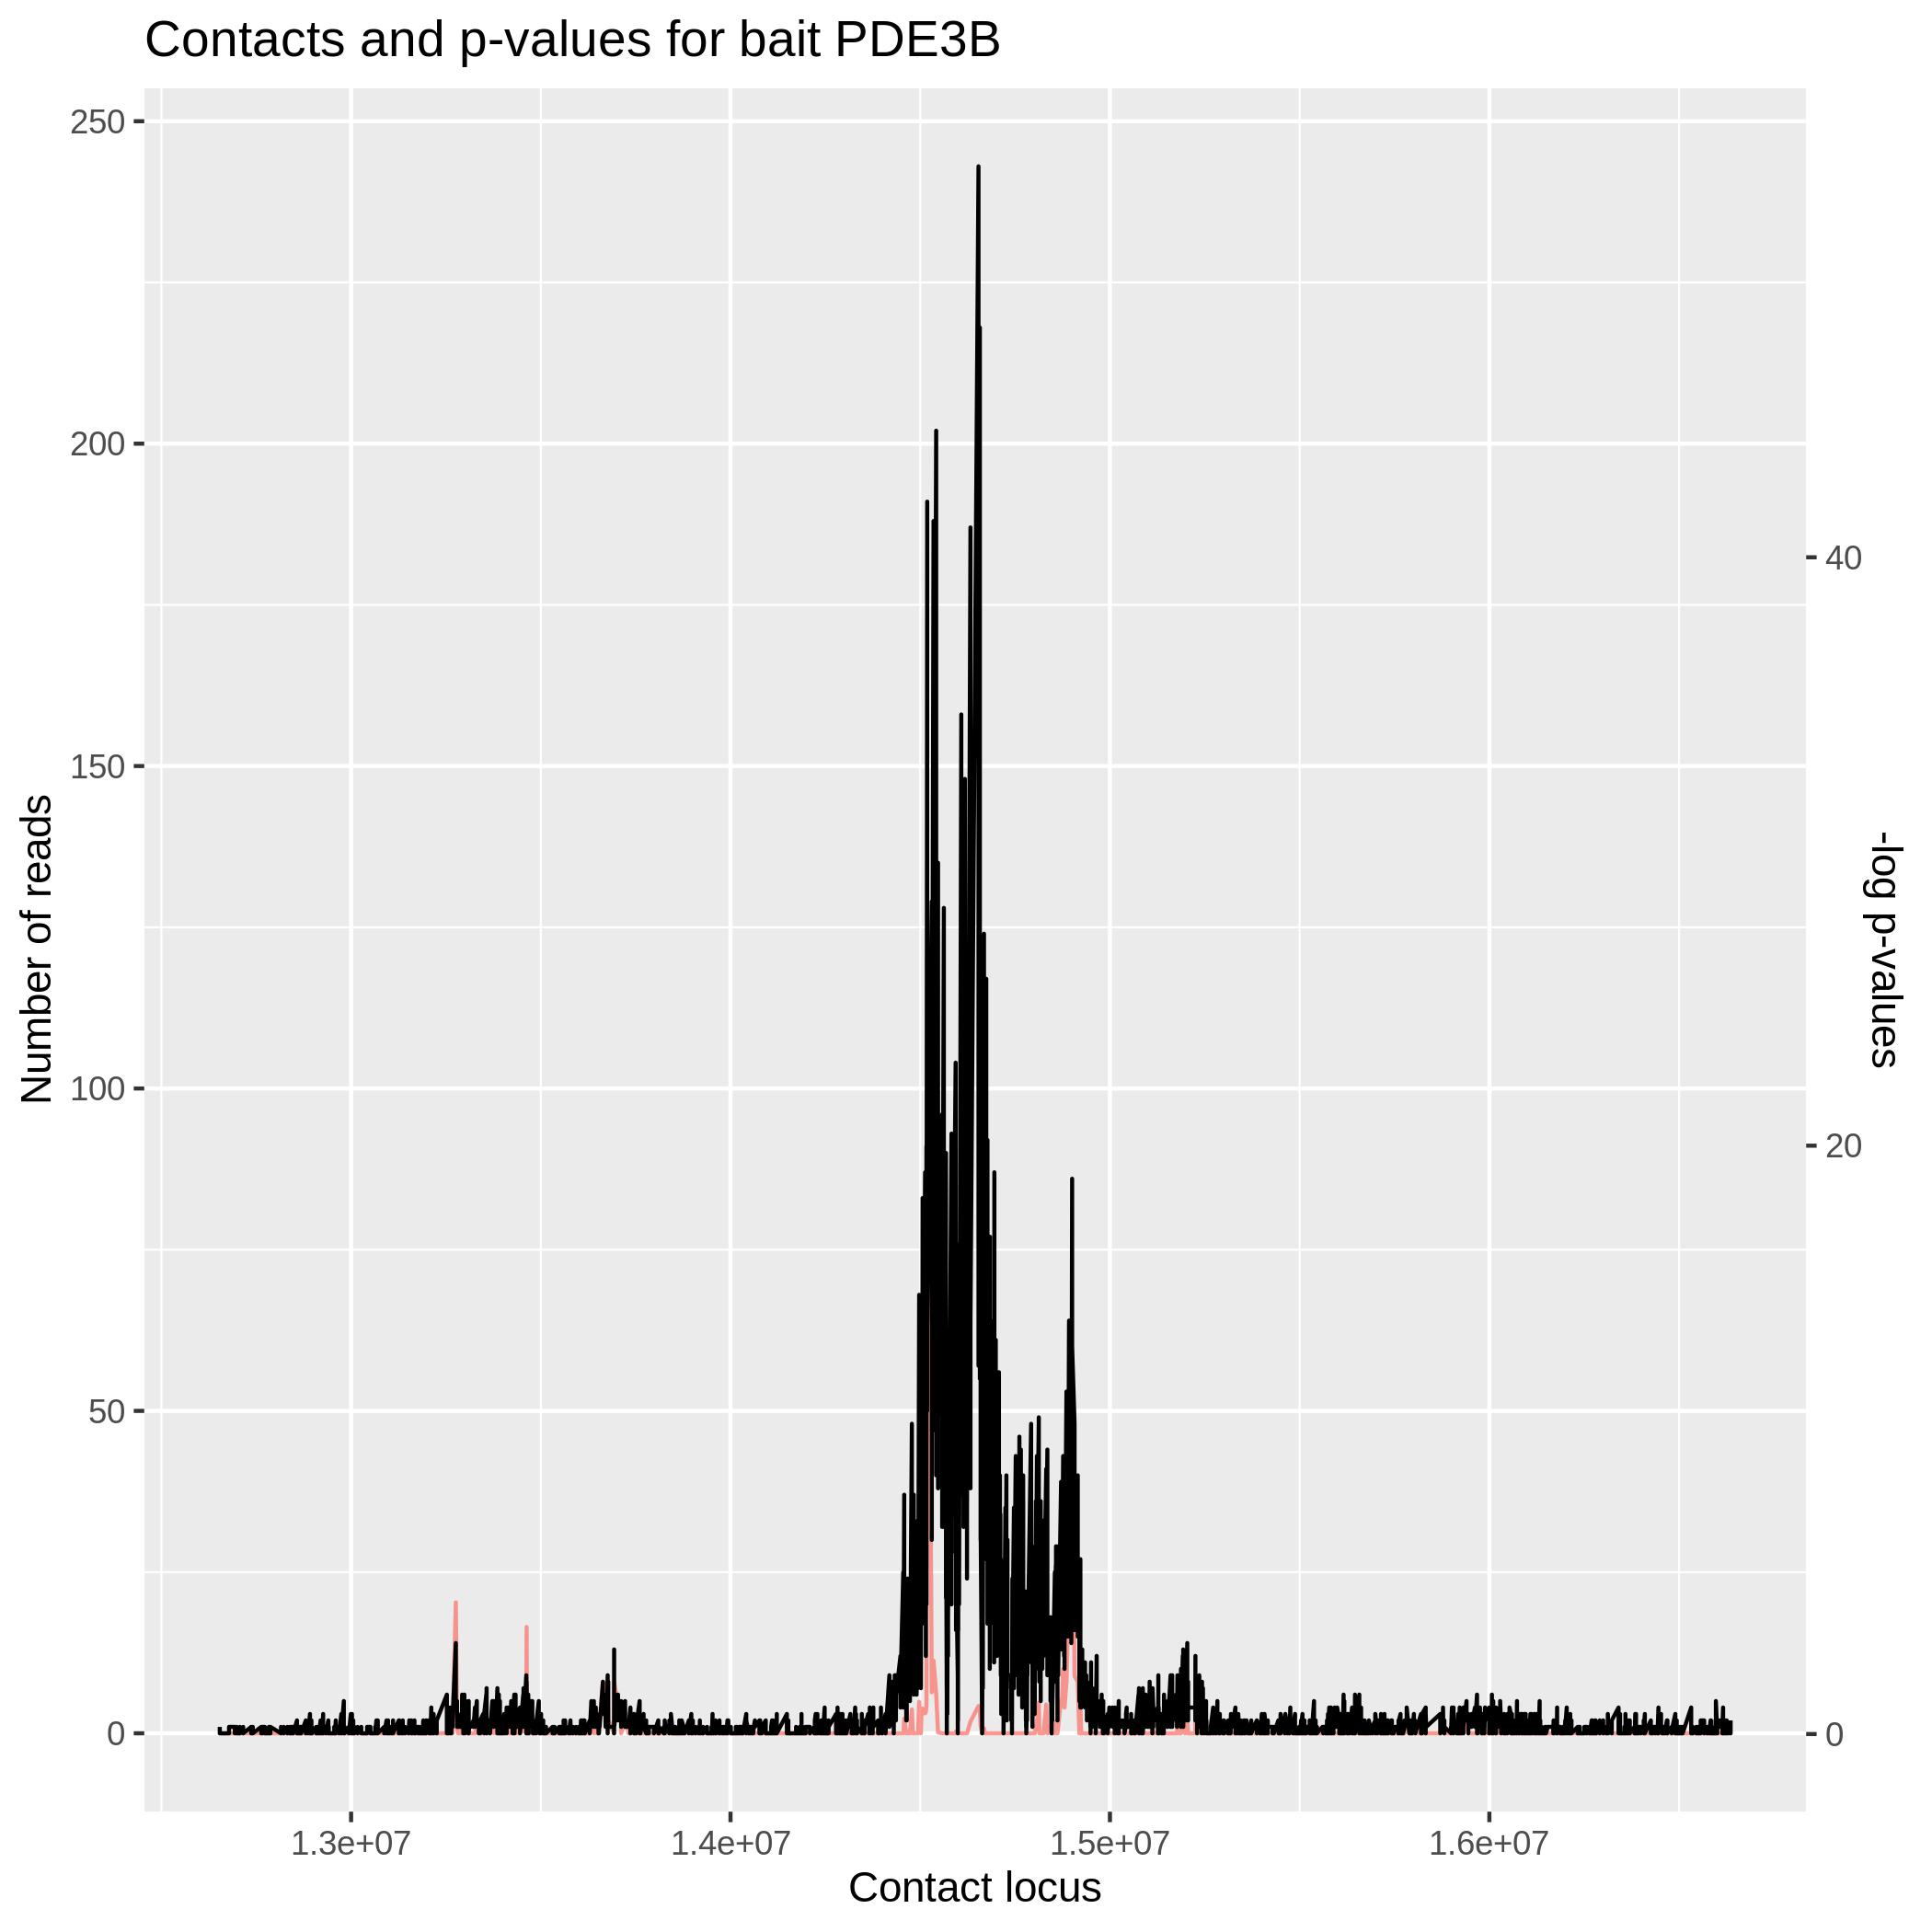 Contacts and p-values for bait PDE3B
250
200
150
100
50
0
Number of reads
40
20
0
-log p-values
1.3e+07
1.4e+07
1.5e+07
1.6e+07
Contact locus